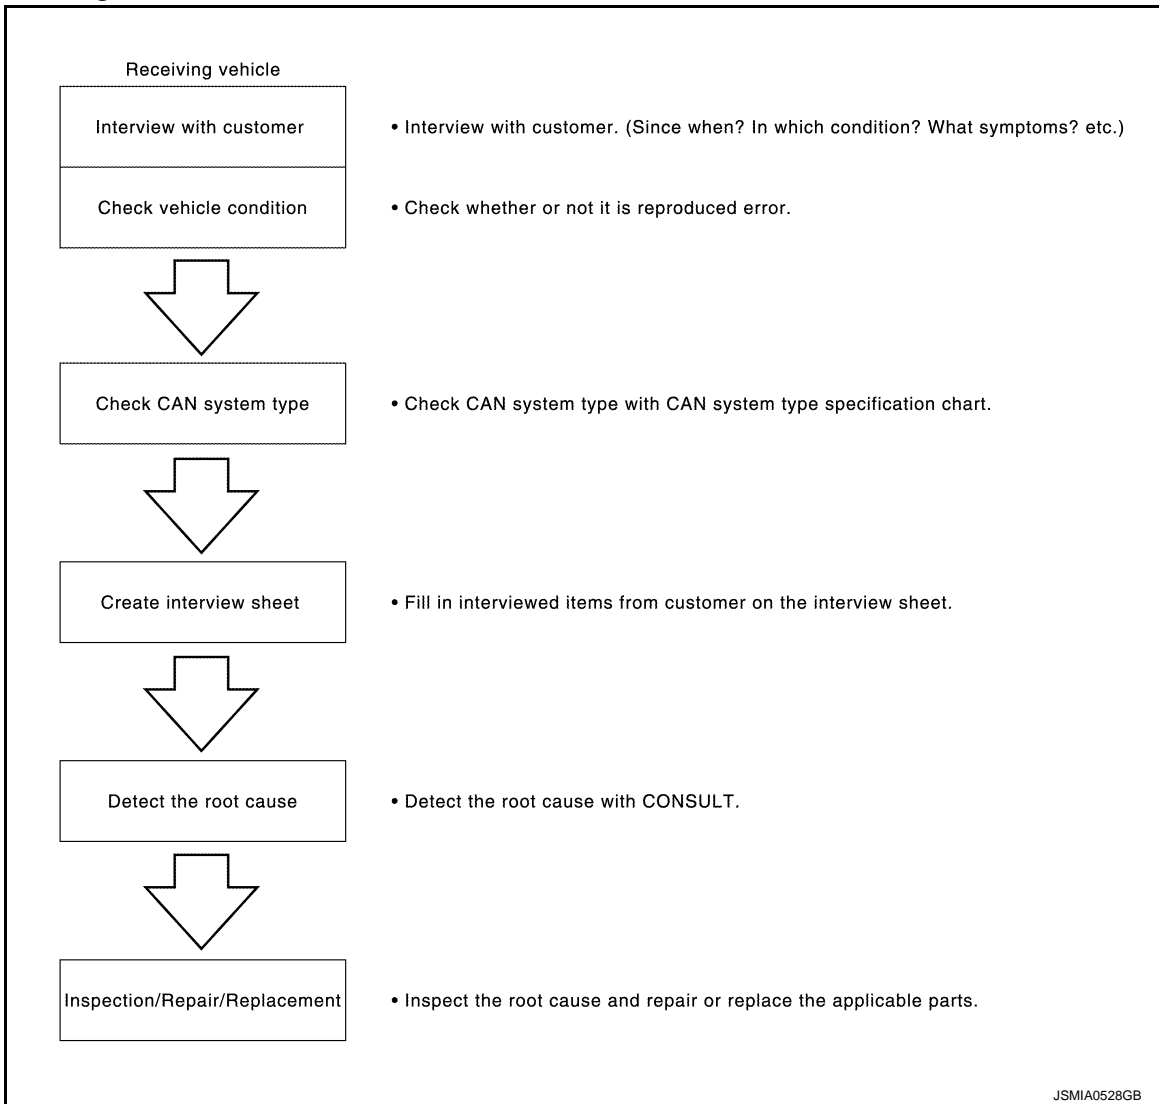 Receiving vehicle
Interview with customer
• Interview with customer. (Since when? In which condition? What symptoms? etc.)
Check vehicle condition
• Check whether or not it is reproduced error.
Check CAN system type
• Check CAN system type with CAN system type specification chart.
Create interview sheet
• Fill in interviewed items from customer on the interview sheet.
Detect the root cause
• Detect the root cause with CONSULT.
Inspection/Repair/Replacement
• Inspect the root cause and repair or replace the applicable parts.
JSMIA0528GB